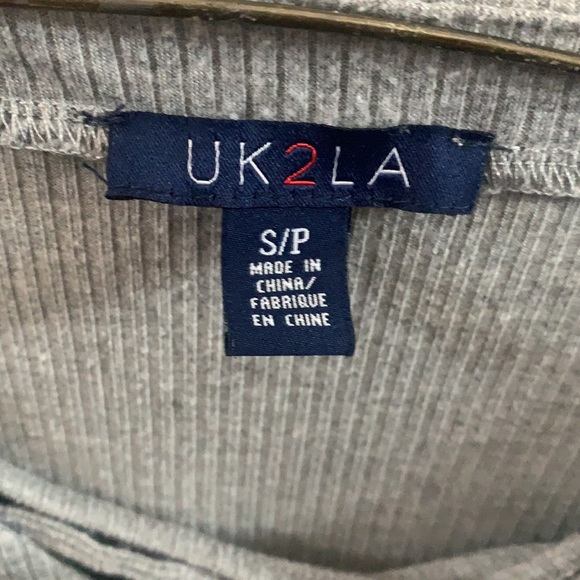 UK2LA
S/P
MADE IN
CHINA/
FABRIQUE
EN CHINE